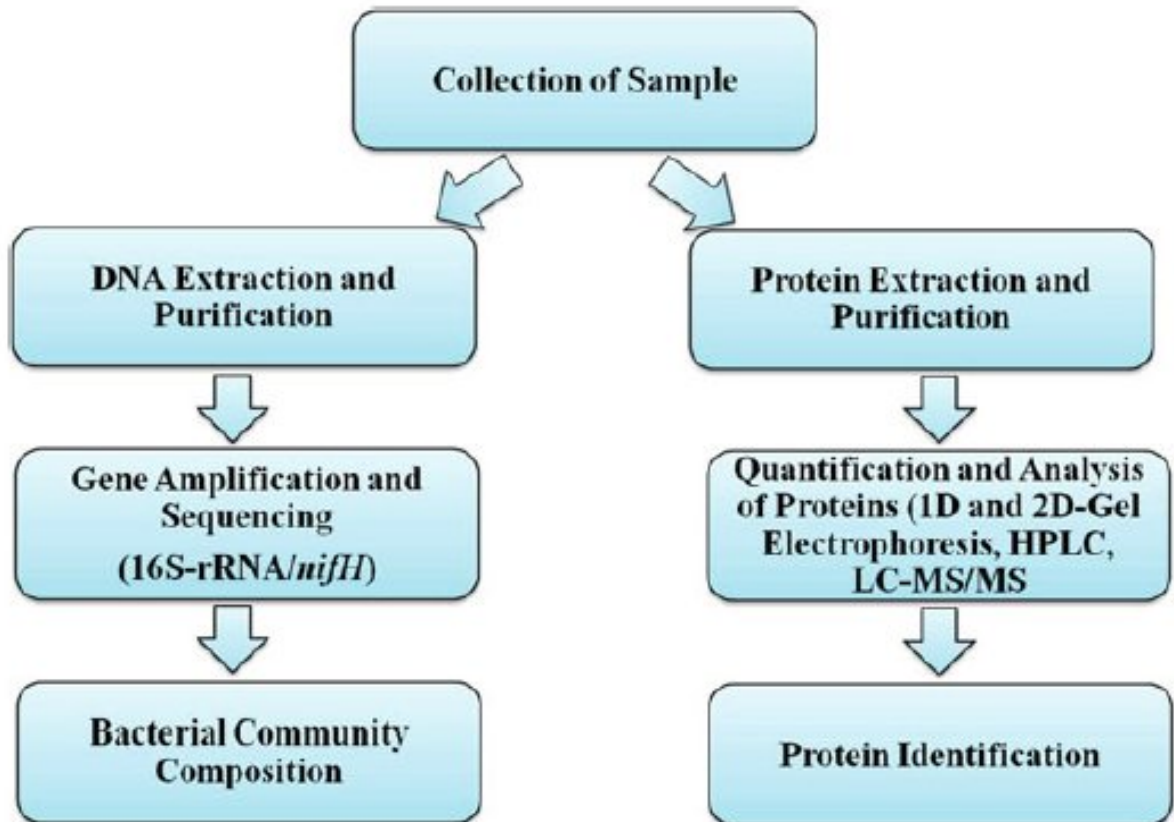 Collection of Sample
DNA Extraction and
Purification
Protein Extraction and
Purification
Gene Amplification and
Sequencing
(16S-rRNA/nifH)
Quantification and Analysis
of Proteins (1D and 2D-Gel
Electrophoresis, HPLC,
LC-MS/MS
Bacterial Community
Composition
Protein Identification